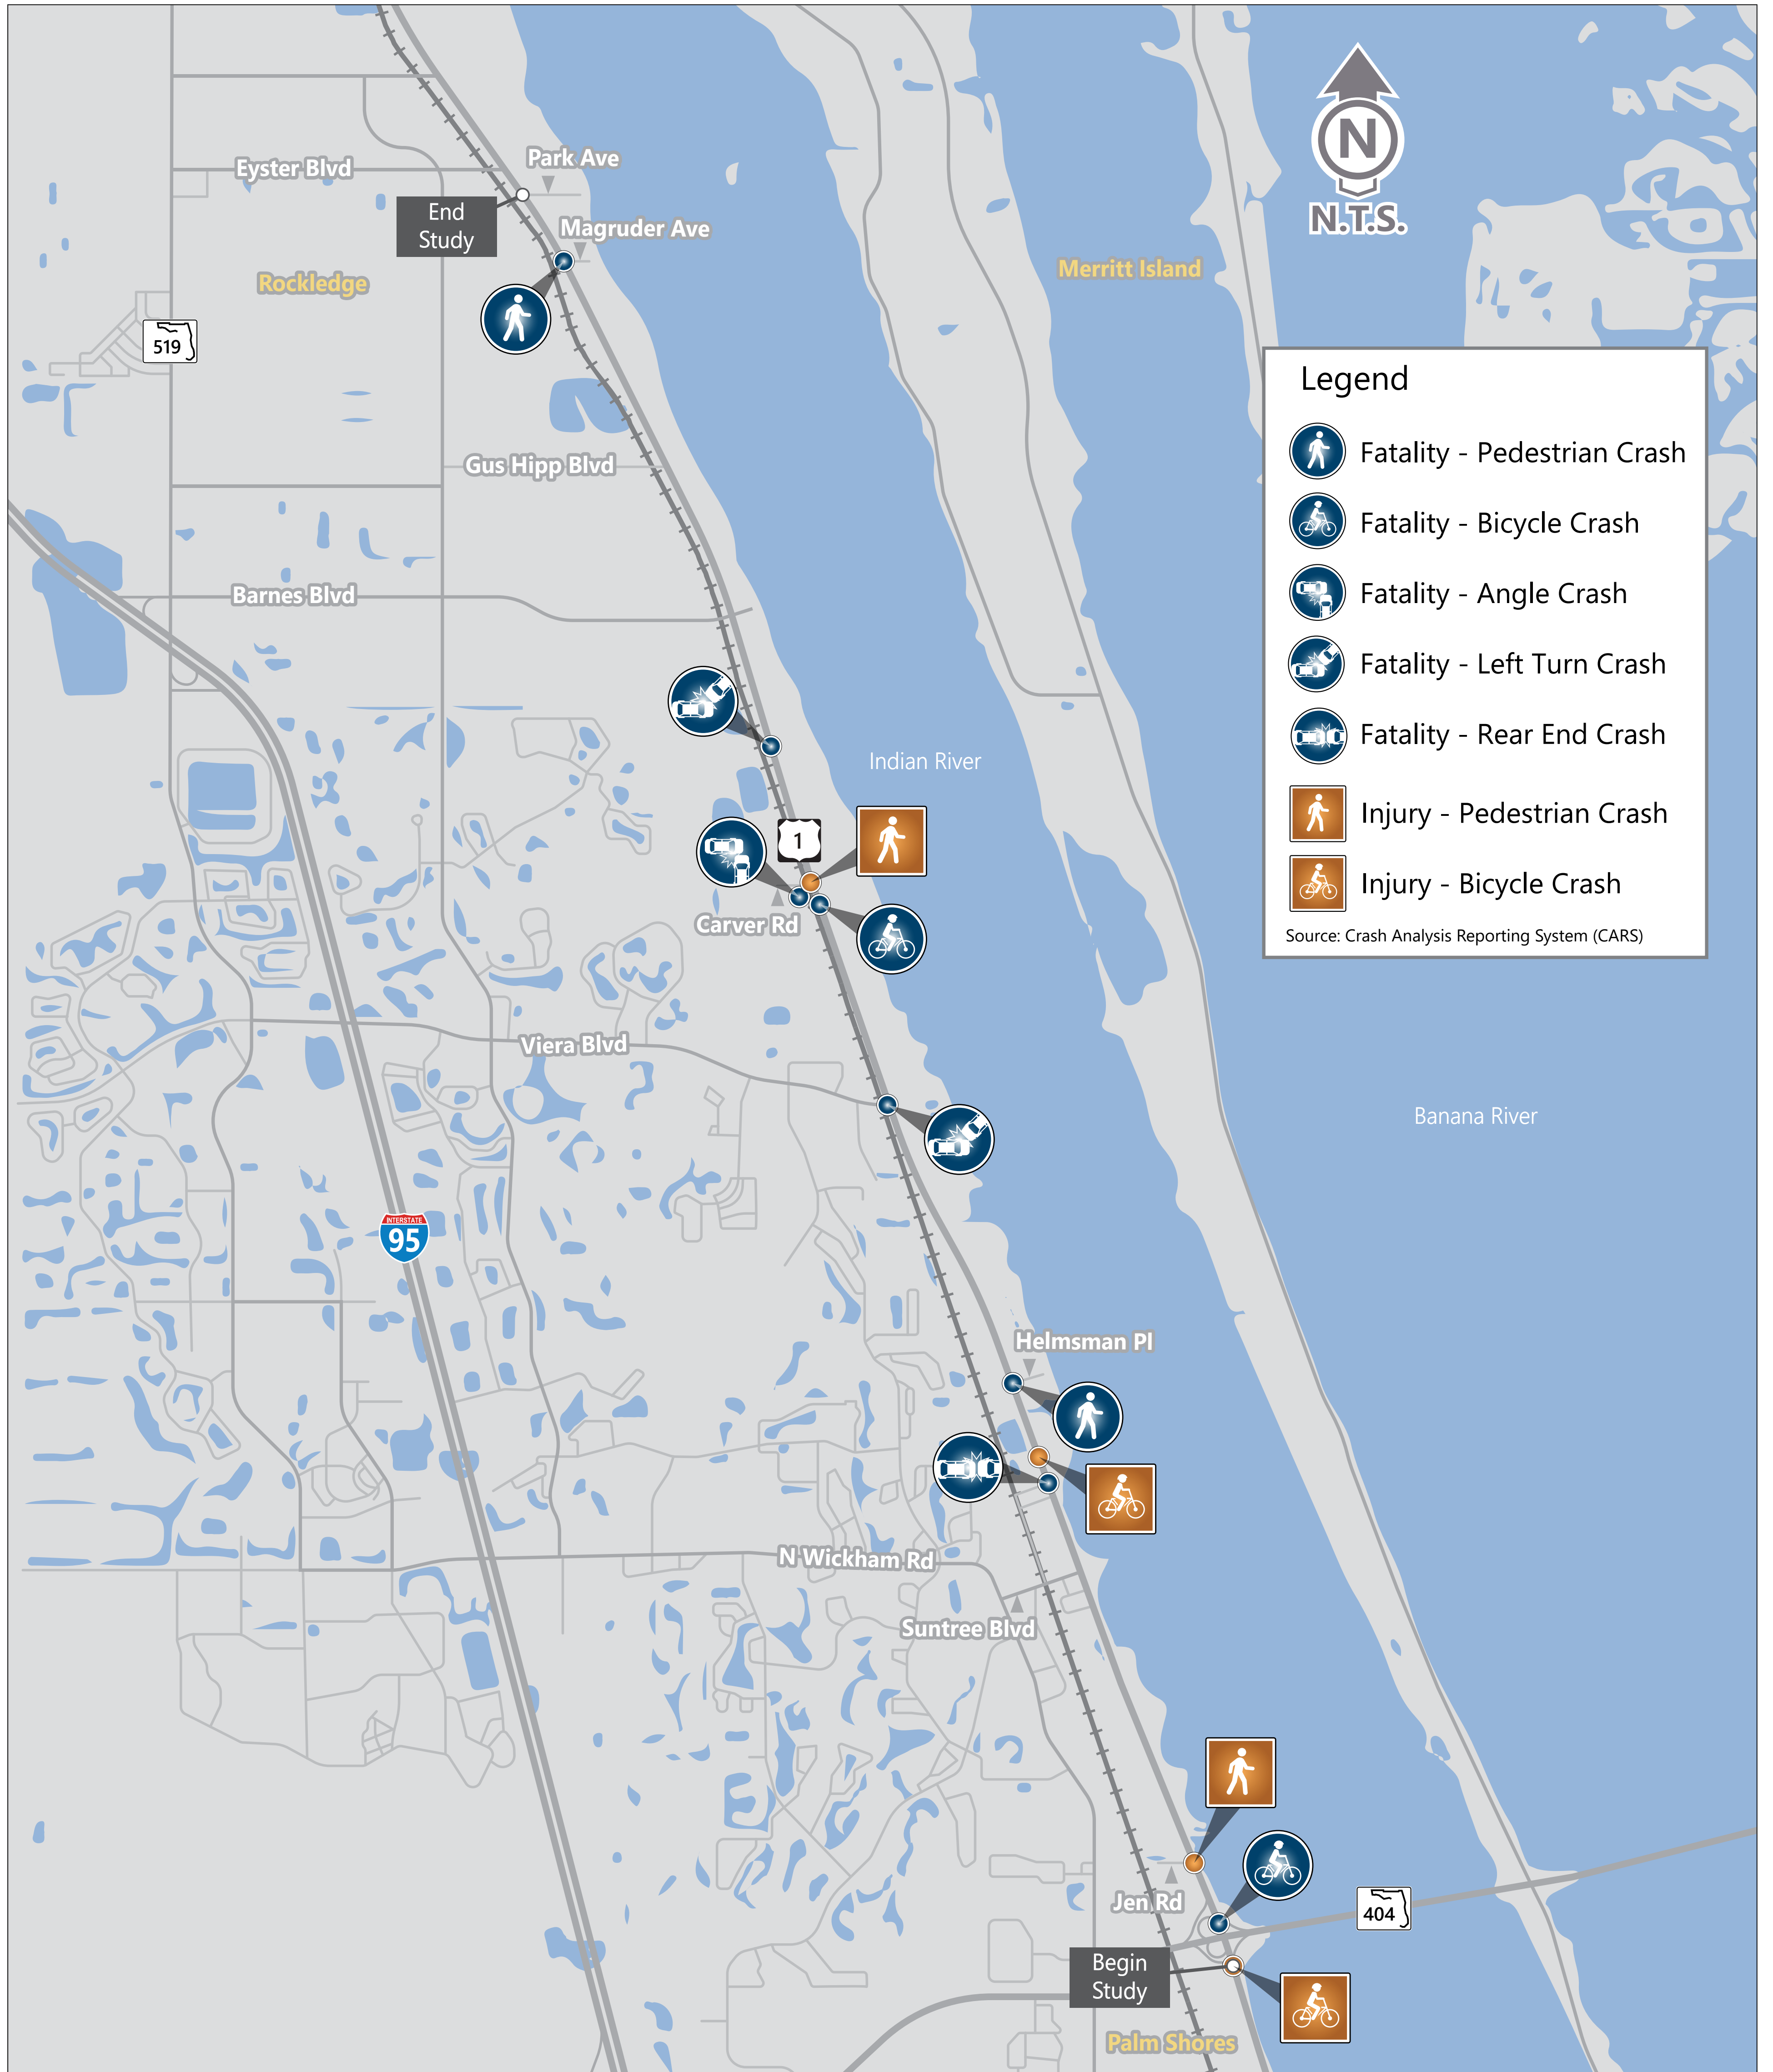 Park Ave
Eyster Blvd
End
Study
Magruder Ave
Rockledge
519
Merritt Island
N
N.T.S.
Legend
Fatality - Pedestrian Crash
Fatality - Bicycle Crash
Fatality - Angle Crash
Fatality - Left Turn Crash
Fatality - Rear End Crash
Injury - Pedestrian Crash
Injury - Bicycle Crash
Source: Crash Analysis Reporting System (CARS)
Gus Hipp Blvd
Barnes Blvd
Indian River
1
Carver Rd
Viera Blvd
Banana River
INTERSTATE
95
Helmsman Pl
N Wickham Rd
Suntree Blvd
Jen Rd
404
Begin
Study
Palm Shores